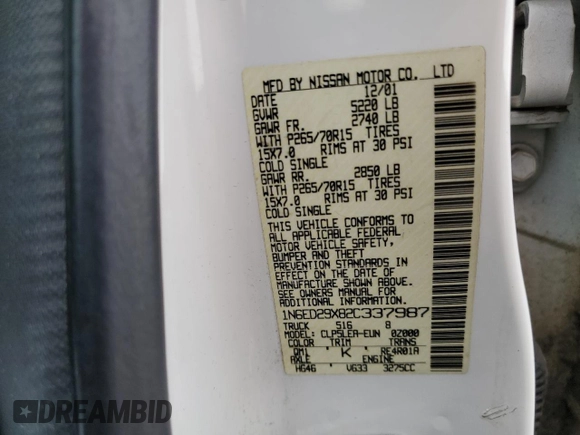 MFD BY NISSAN MOTOR CO., LTD
DATE 12/01
GVWR 5220 LB
GAWR FR. 2740 LB
WITH P265/70R15 TIRES
15X7.0 RIMS AT 30 PSI
COLD SINGLE
GAWR RR. 2850 LB
WITH P265/70R15 TIRES
15X7.0 RIMS AT 30 PSI
COLD SINGLE
THIS VEHICLE CONFORMS TO
ALL APPLICABLE FEDERAL
MOTOR VEHICLE SAFETY,
BUMPER AND THEFT
PREVENTION STANDARDS IN
EFFECT ON THE DATE OF
MANUFACTURE SHOWN ABOVE.
SEE OWNERS MANUAL FOR
ADDITIONAL INFORMATION.
1N6ED29X82C337987
TRUCK 516 8
MODEL: CLP5LEA-EUN 0Z000
COLOR TRIM TRANS
QM1 K RE4R01A
AXLE ENGINE
HG46 VG33 3275CC
DREAMBID